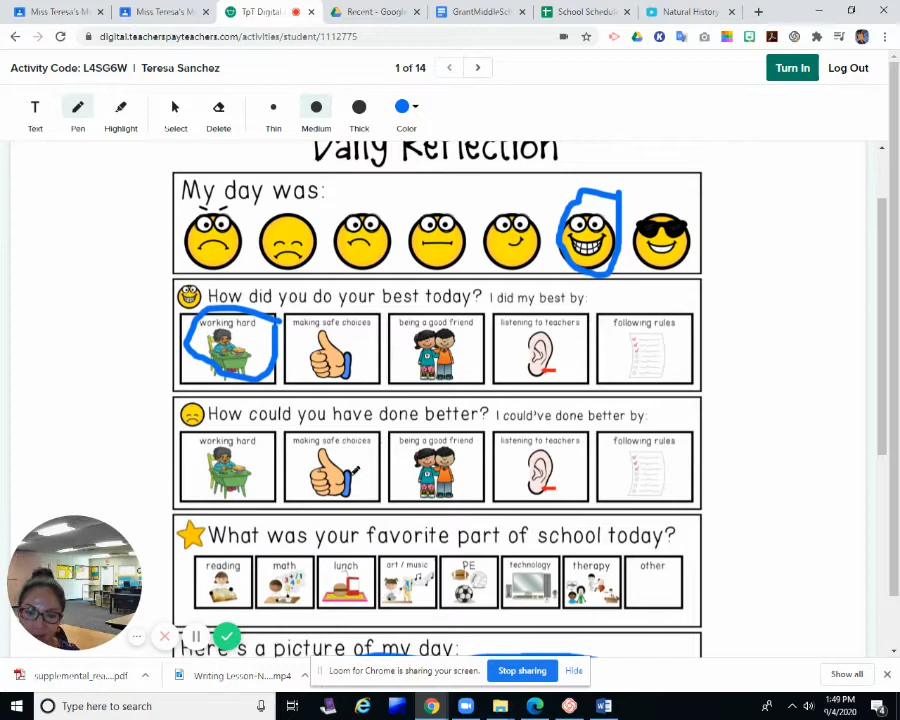 Miss Teresa's M
Miss Teresa's M
TpT Digital
Recent - Google
GrantMiddleSch
School Schedul
Natural History
digital.teacherspayteachers.com/activities/student/1112775
Activity Code: L4SG6W | Teresa Sanchez
1 of 14
Turn In
Log Out
T
Text
Pen
Highlight
Select
Delete
Thin
Medium
Thick
Color
Daily Reflection
My day was:
How did you do your best today? I did my best by:
working hard
making safe choices
being a good friend
listening to teachers
following rules
How could you have done better? I could've done better by:
working hard
making safe choices
being a good friend
listening to teachers
following rules
What was your favorite part of school today?
reading
math
lunch
art / music
PE
technology
therapy
other
Here's a picture of my day:
supplemental_rea....pdf
Writing Lesson-N....mp4
Loom for Chrome is sharing your screen.
Stop sharing
Hide
Show all
Type here to search
1:49 PM
9/4/2020
4